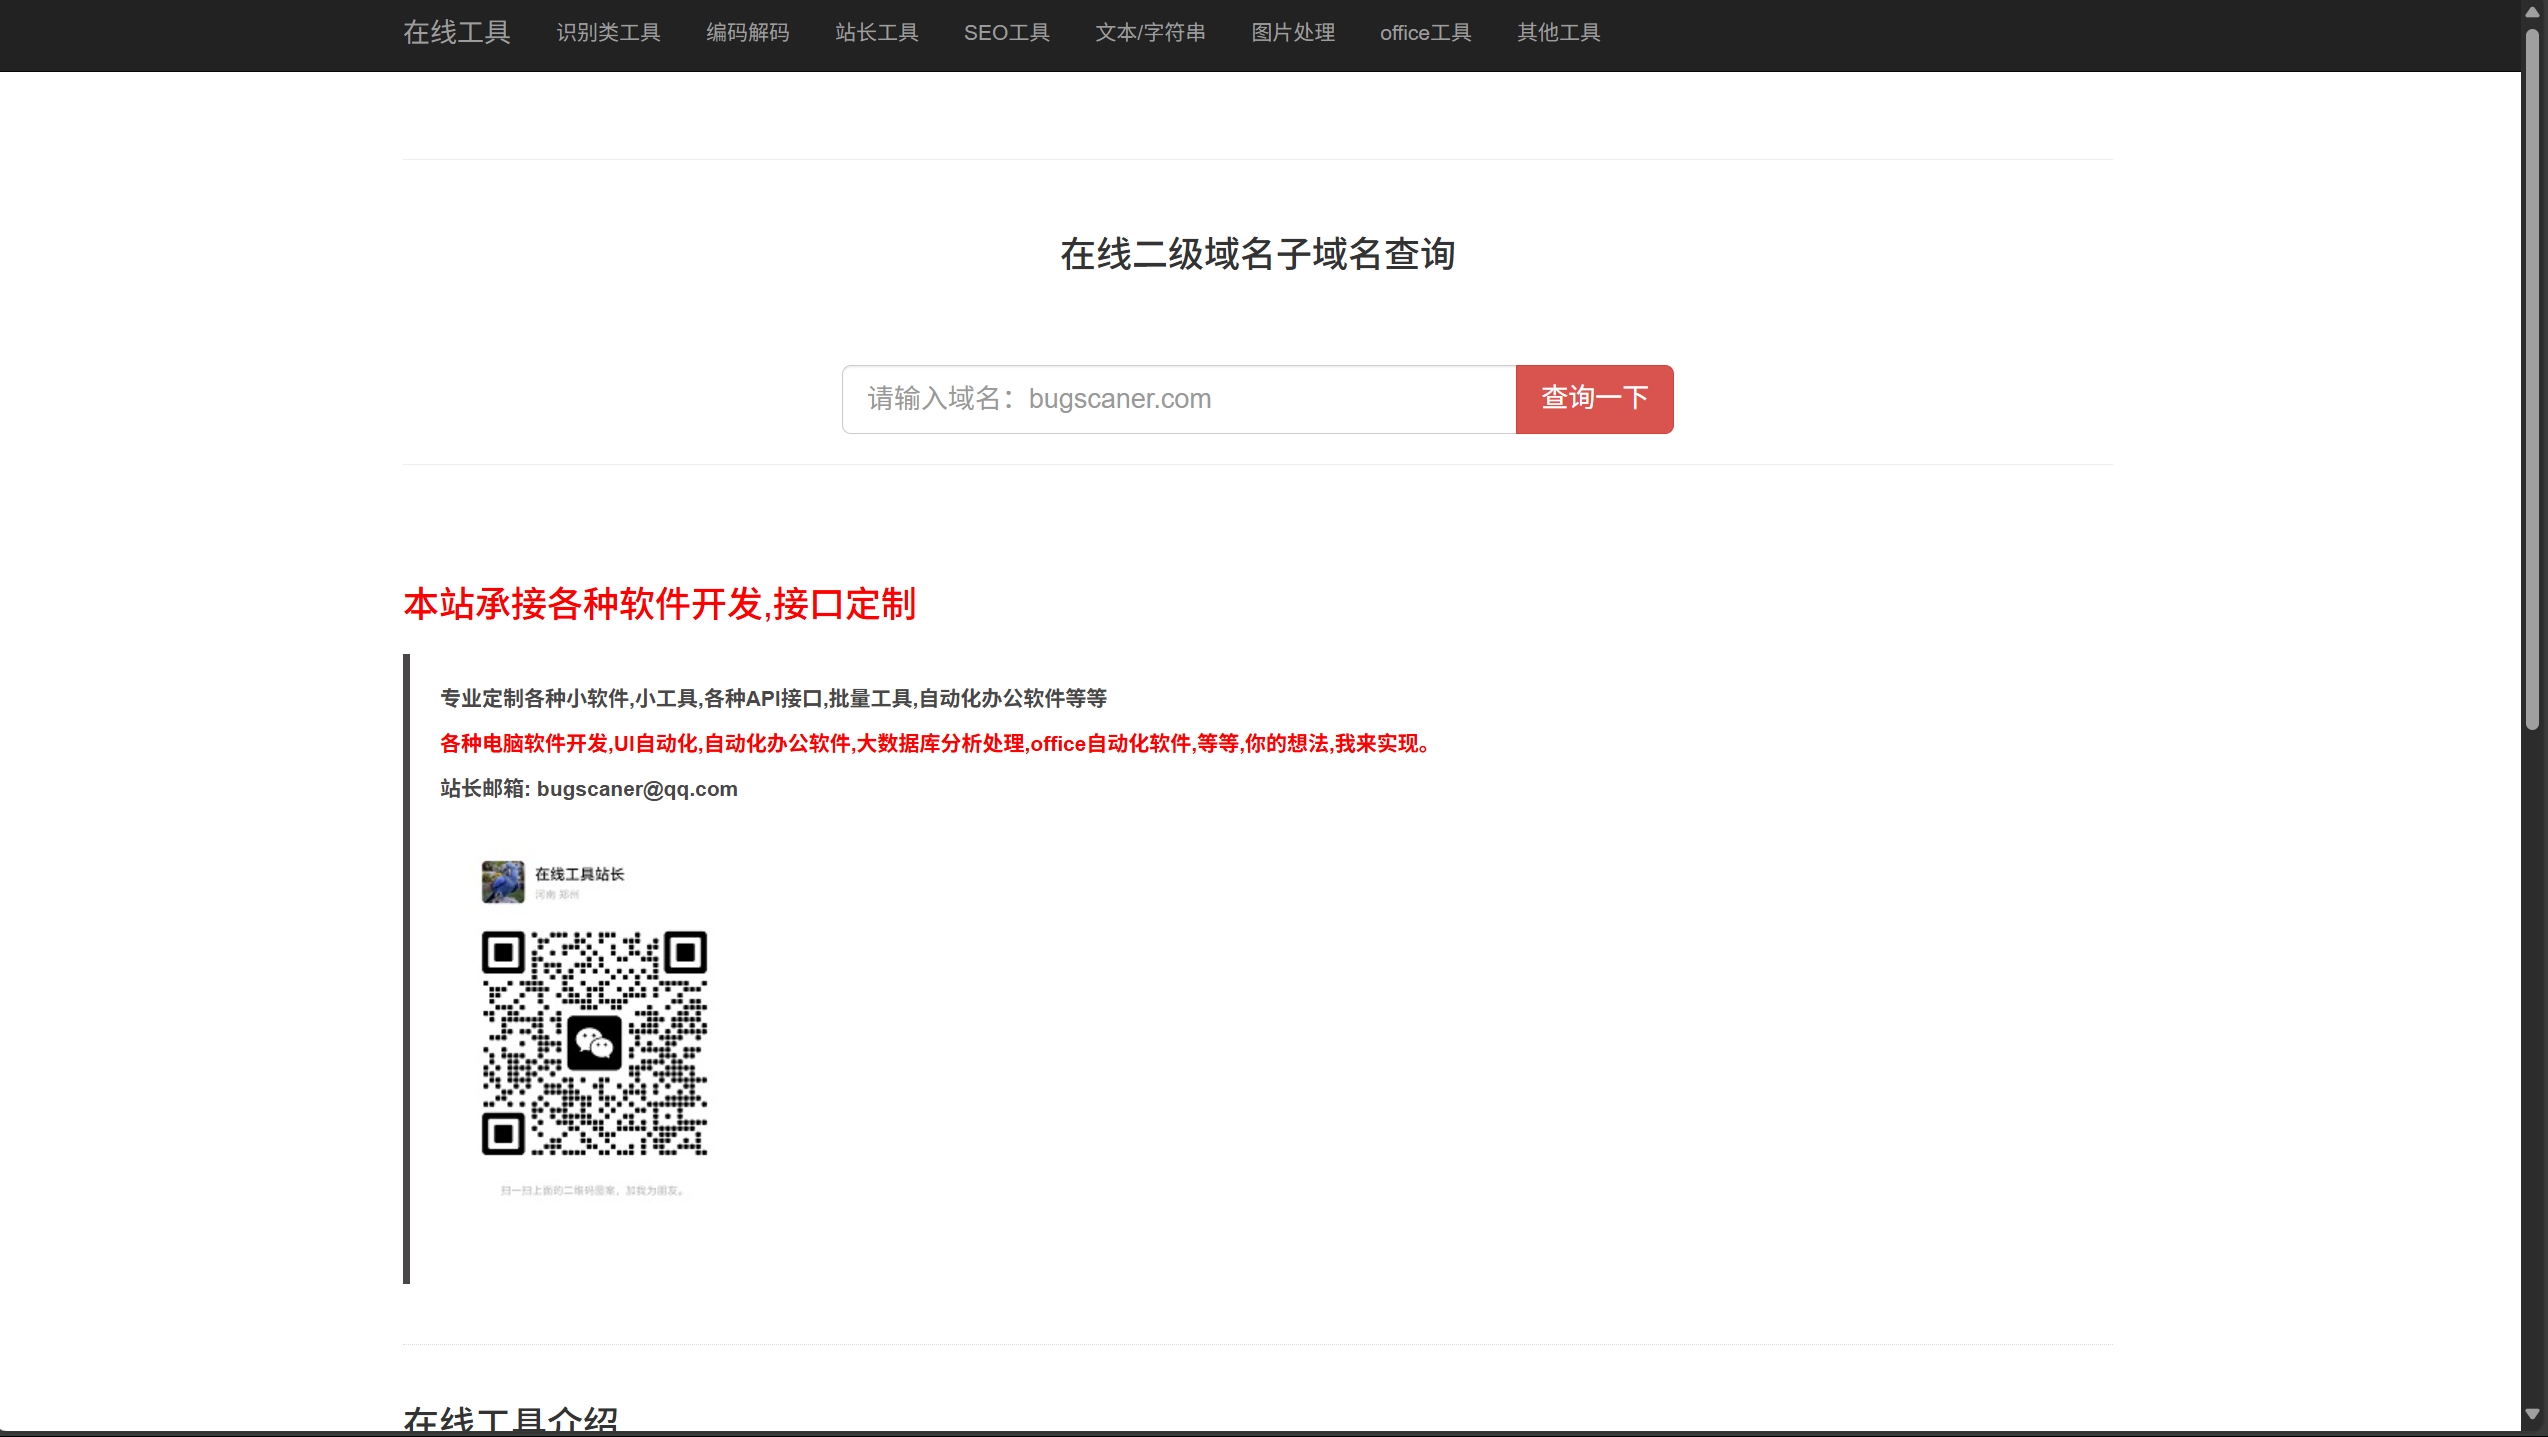 在线工具
识别类工具
编码解码
站长工具
SEO工具
文本/字符串
图片处理
office工具
其他工具
在线二级域名子域名查询
请输入域名：bugscaner.com
查询一下
本站承接各种软件开发,接口定制
专业定制各种小软件,小工具,各种API接口,批量工具,自动化办公软件等等
各种电脑软件开发,UI自动化,自动化办公软件,大数据库分析处理,office自动化软件,等等,你的想法,我来实现。
站长邮箱: bugscaner@qq.com
在线工具站长
河南 郑州
扫一扫上面的二维码图案，加我为朋友。
在线工具介绍